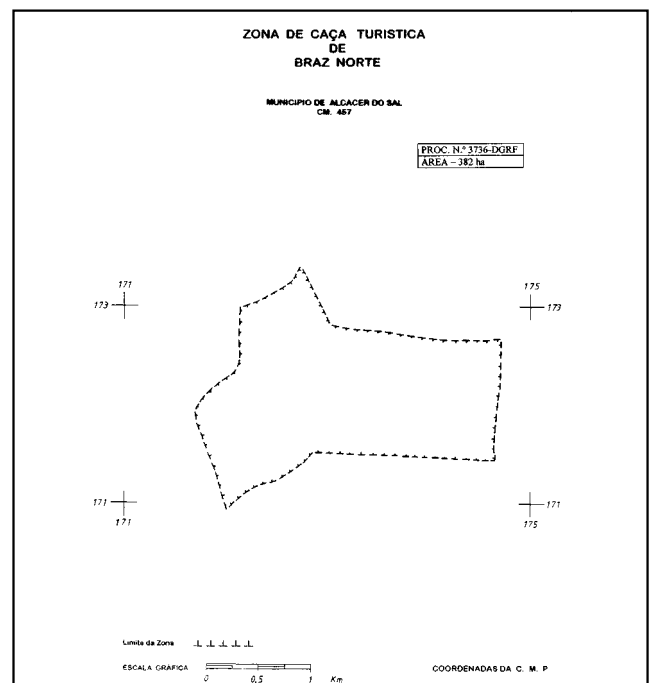 ZONA DE CAÇA TURISTICA
DE
BRAZ NORTE
MUNICIPIO DE ALCACER DO SAL
CM. 457
PROC. N.º 3736-DGRF
ÁREA – 382 ha
171
173
175
173
171
171
171
175
Limite da Zona
ESCALA GRÁFICA
0 0,5 1 Km
COORDENADAS DA C. M. P